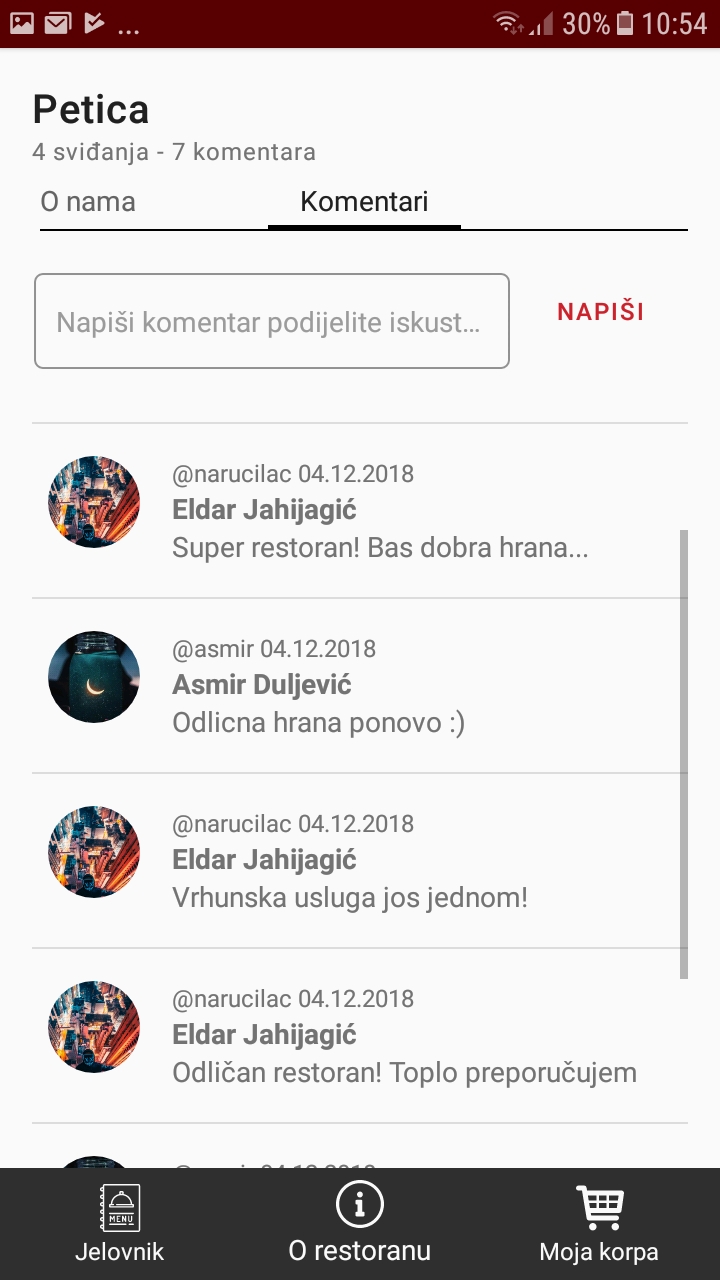 ... 30% 10:54
Petica
4 sviđanja - 7 komentara
O nama Komentari
Napiši komentar podijelite iskust...
NAPIŠI
@narucilac 04.12.2018
Eldar Jahijagić
Super restoran! Bas dobra hrana...
@asmir 04.12.2018
Asmir Duljević
Odlicna hrana ponovo :)
@narucilac 04.12.2018
Eldar Jahijagić
Vrhunska usluga jos jednom!
@narucilac 04.12.2018
Eldar Jahijagić
Odličan restoran! Toplo preporučujem
MENU
Jelovnik O restoranu Moja korpa